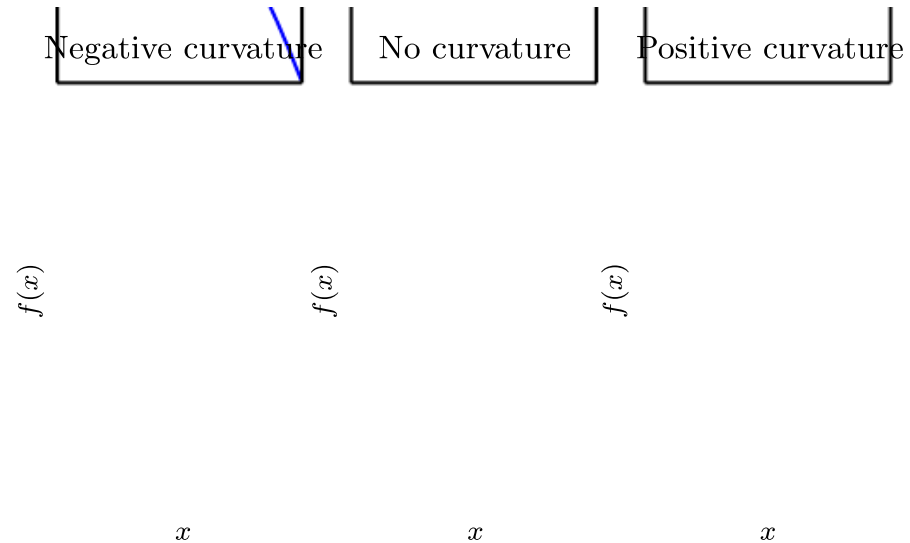 Negative curvature
No curvature
Positive curvature
f(x)
f(x)
f(x)
x
x
x